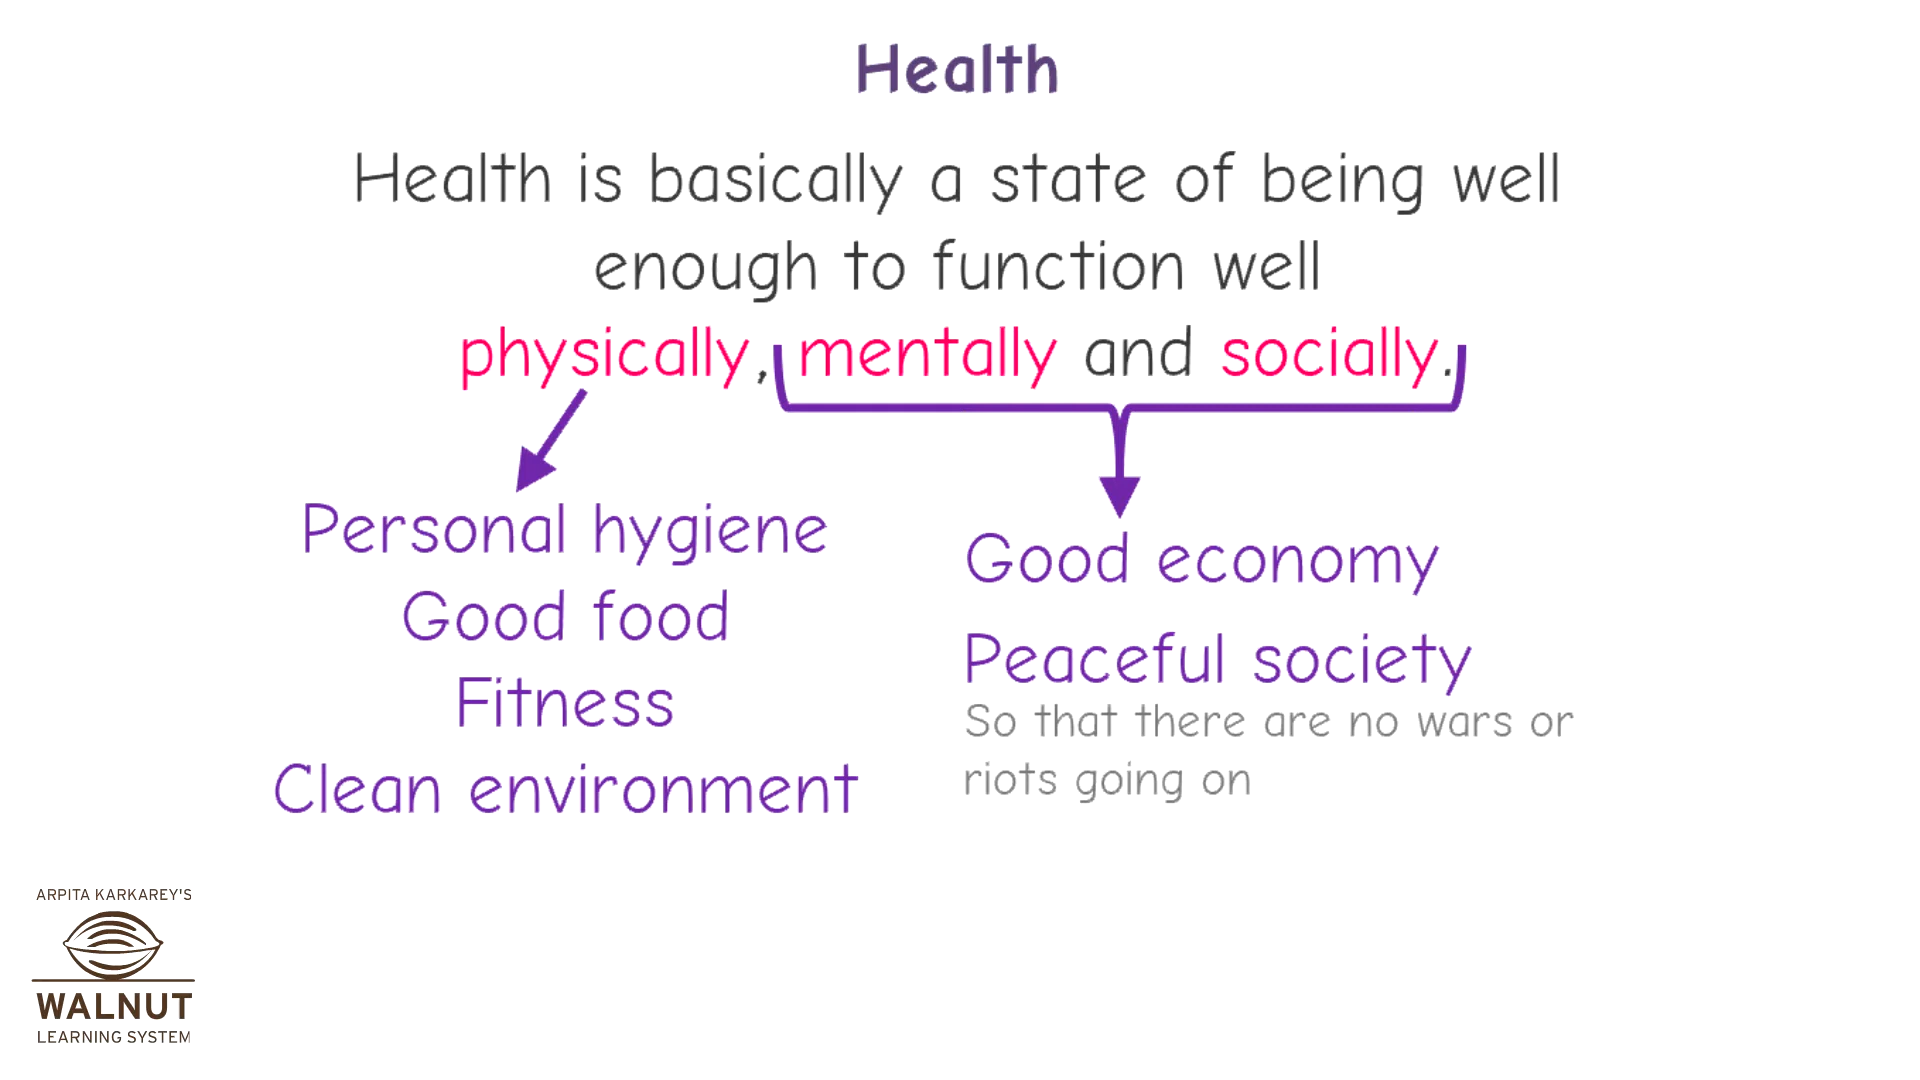 Health
Health is basically a state of being well
enough to function well
physically, mentally and socially.
Personal hygiene
Good food
Fitness
Clean environment
Good economy
Peaceful society
So that there are no wars or
riots going on
ARPITA KARKAREY'S
WALNUT
LEARNING SYSTEM